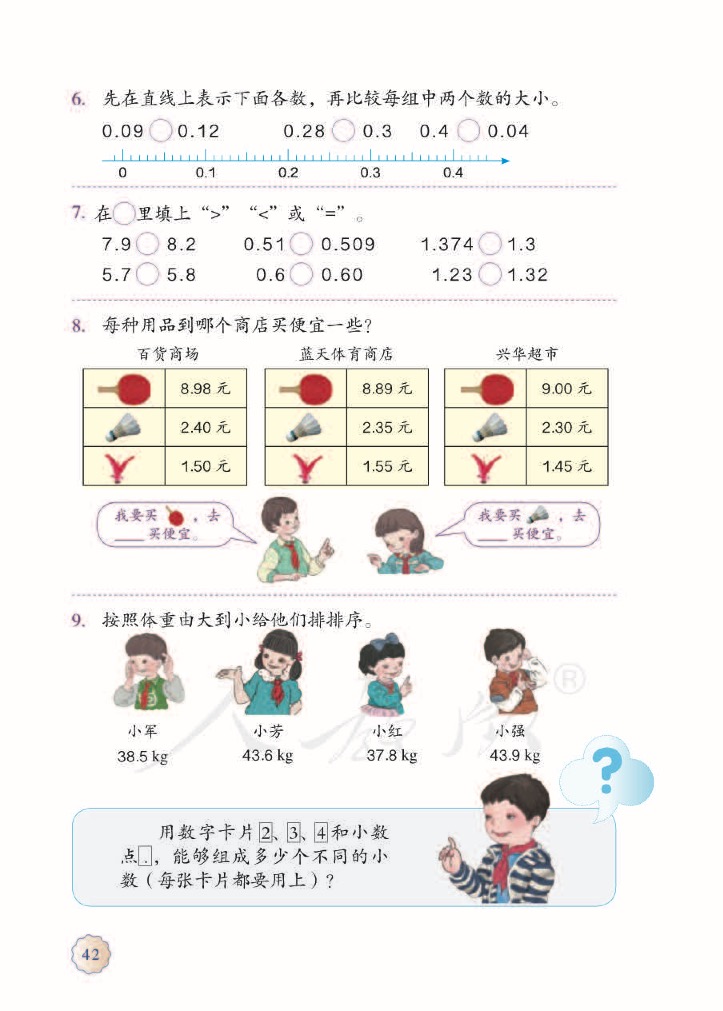 6. 先在直线上表示下面各数，再比较每组中两个数的大小。
0.09 ○ 0.12 0.28 ○ 0.3 0.4 ○ 0.04
0 0.1 0.2 0.3 0.4
7. 在○里填上“>”“<”或“=”。
7.9 ○ 8.2 0.51 ○ 0.509 1.374 ○ 1.3
5.7 ○ 5.8 0.6 ○ 0.60 1.23 ○ 1.32
8. 每种用品到哪个商店买便宜一些？
百货商场 蓝天体育商店 兴华超市
8.98 元 8.89 元 9.00 元
2.40 元 2.35 元 2.30 元
1.50 元 1.55 元 1.45 元
我要买 ，去
____买便宜。
我要买 ，去
____买便宜。
9. 按照体重由大到小给他们排排序。
小军 小芳 小红 小强
38.5 kg 43.6 kg 37.8 kg 43.9 kg
人教版®
?
用数字卡片2、3、4和小数
点.，能够组成多少个不同的小
数（每张卡片都要用上）？
42